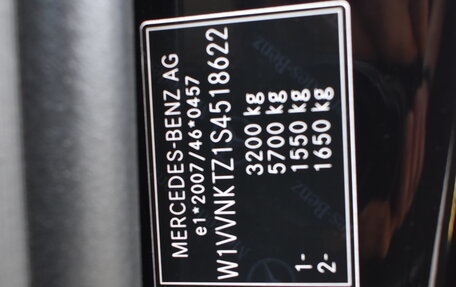 MERCEDES-BENZ AG
e1*2007/46*0457
W1VVNKTZ1S4518622
3200 kg
5700 kg
1- 1550 kg
2- 1650 kg